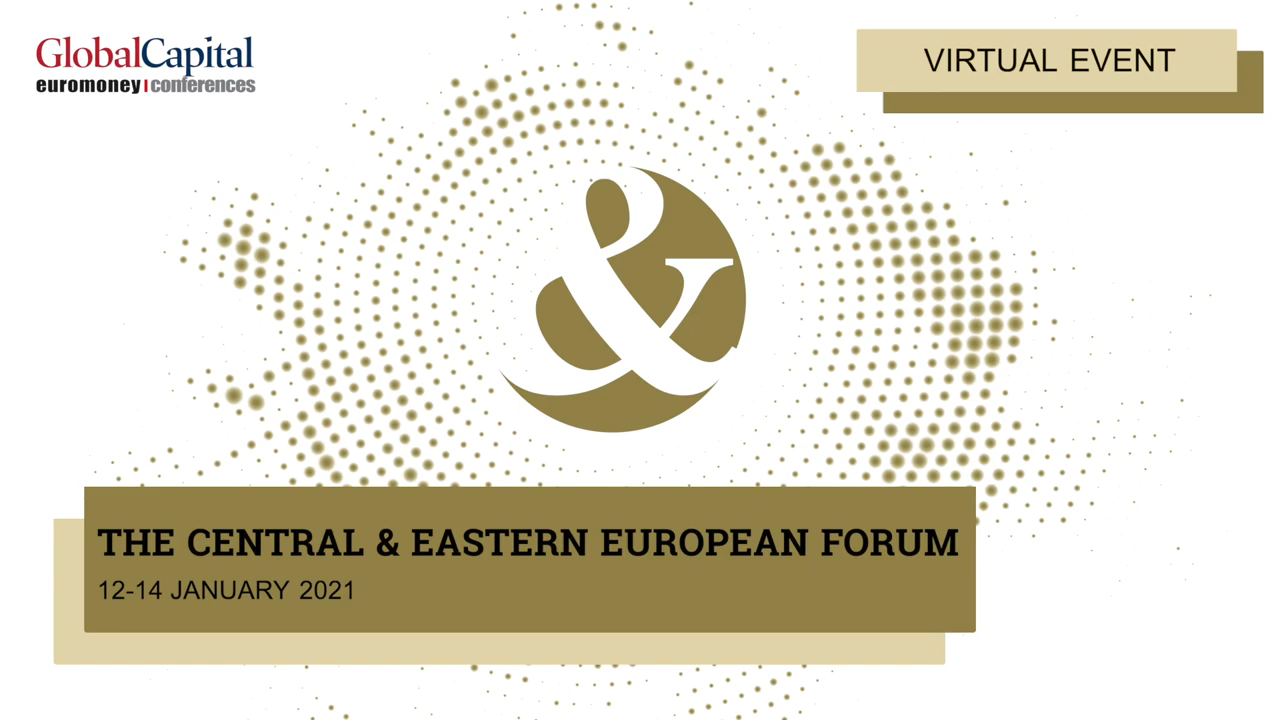 GlobalCapital
euromoney conferences
VIRTUAL EVENT
&
THE CENTRAL & EASTERN EUROPEAN FORUM
12-14 JANUARY 2021